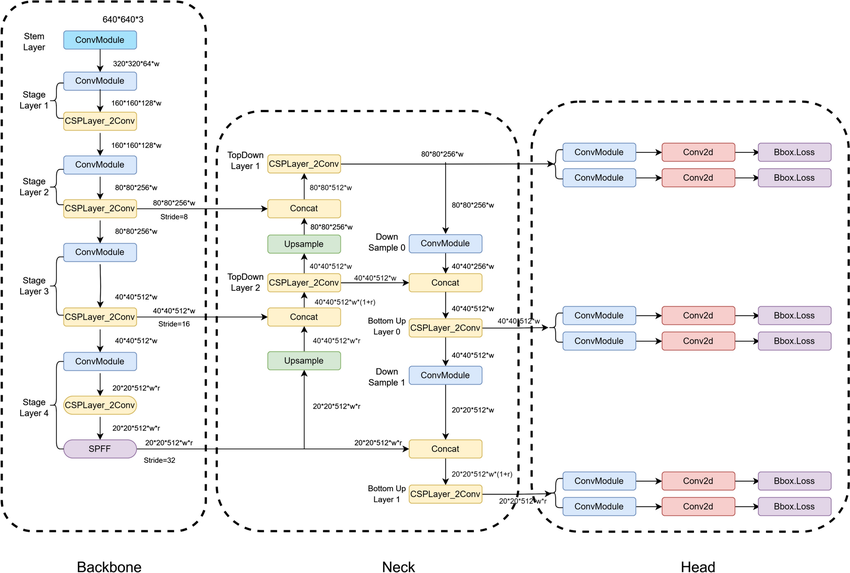 640*640*3
Stem
Layer
ConvModule
320*320*64*w
ConvModule
Stage
Layer 1
160*160*128*w
CSPLayer_2Conv
160*160*128*w
ConvModule
Stage
Layer 2
80*80*256*w
CSPLayer_2Conv
80*80*256*w
Stride=8
80*80*256*w
ConvModule
Stage
Layer 3
40*40*512*w
CSPLayer_2Conv
40*40*512*w
Stride=16
40*40*512*w
ConvModule
20*20*512*w*r
Stage
Layer 4
CSPLayer_2Conv
20*20*512*w*r
SPFF
20*20*512*w*r
Stride=32
Backbone
TopDown
Layer 1
CSPLayer_2Conv
80*80*256*w
80*80*512*w
Concat
80*80*256*w
80*80*256*w
Upsample
Down
Sample 0
ConvModule
40*40*512*w
40*40*256*w
TopDown
Layer 2
CSPLayer_2Conv
40*40*512*w
Concat
40*40*512*w*(1+r)
40*40*512*w
Concat
Bottom Up
Layer 0
CSPLayer_2Conv
40*40*512*w
40*40*512*w*r
40*40*512*w
Upsample
Down
Sample 1
ConvModule
20*20*512*w*r
20*20*512*w
20*20*512*w*r
Concat
20*20*512*w*(1+r)
Bottom Up
Layer 1
CSPLayer_2Conv
20*20*512*w*r
Neck
ConvModule
Conv2d
Bbox.Loss
ConvModule
Conv2d
Bbox.Loss
ConvModule
Conv2d
Bbox.Loss
ConvModule
Conv2d
Bbox.Loss
ConvModule
Conv2d
Bbox.Loss
ConvModule
Conv2d
Bbox.Loss
Head